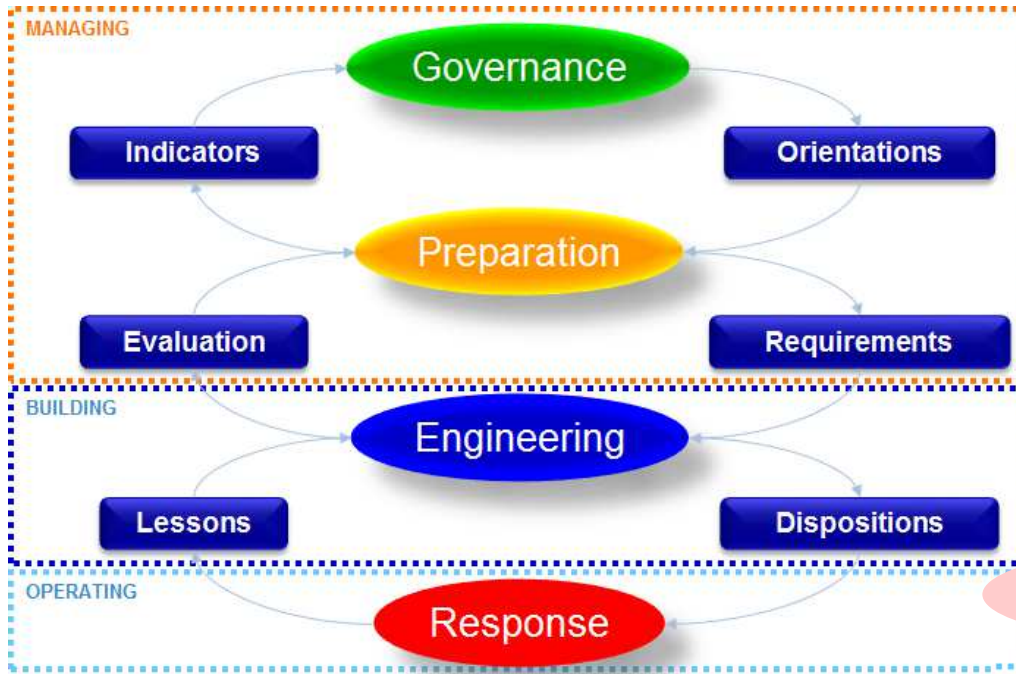 MANAGING
Governance
Indicators
Orientations
Preparation
Evaluation
Requirements
BUILDING
Engineering
Lessons
Dispositions
OPERATING
Response